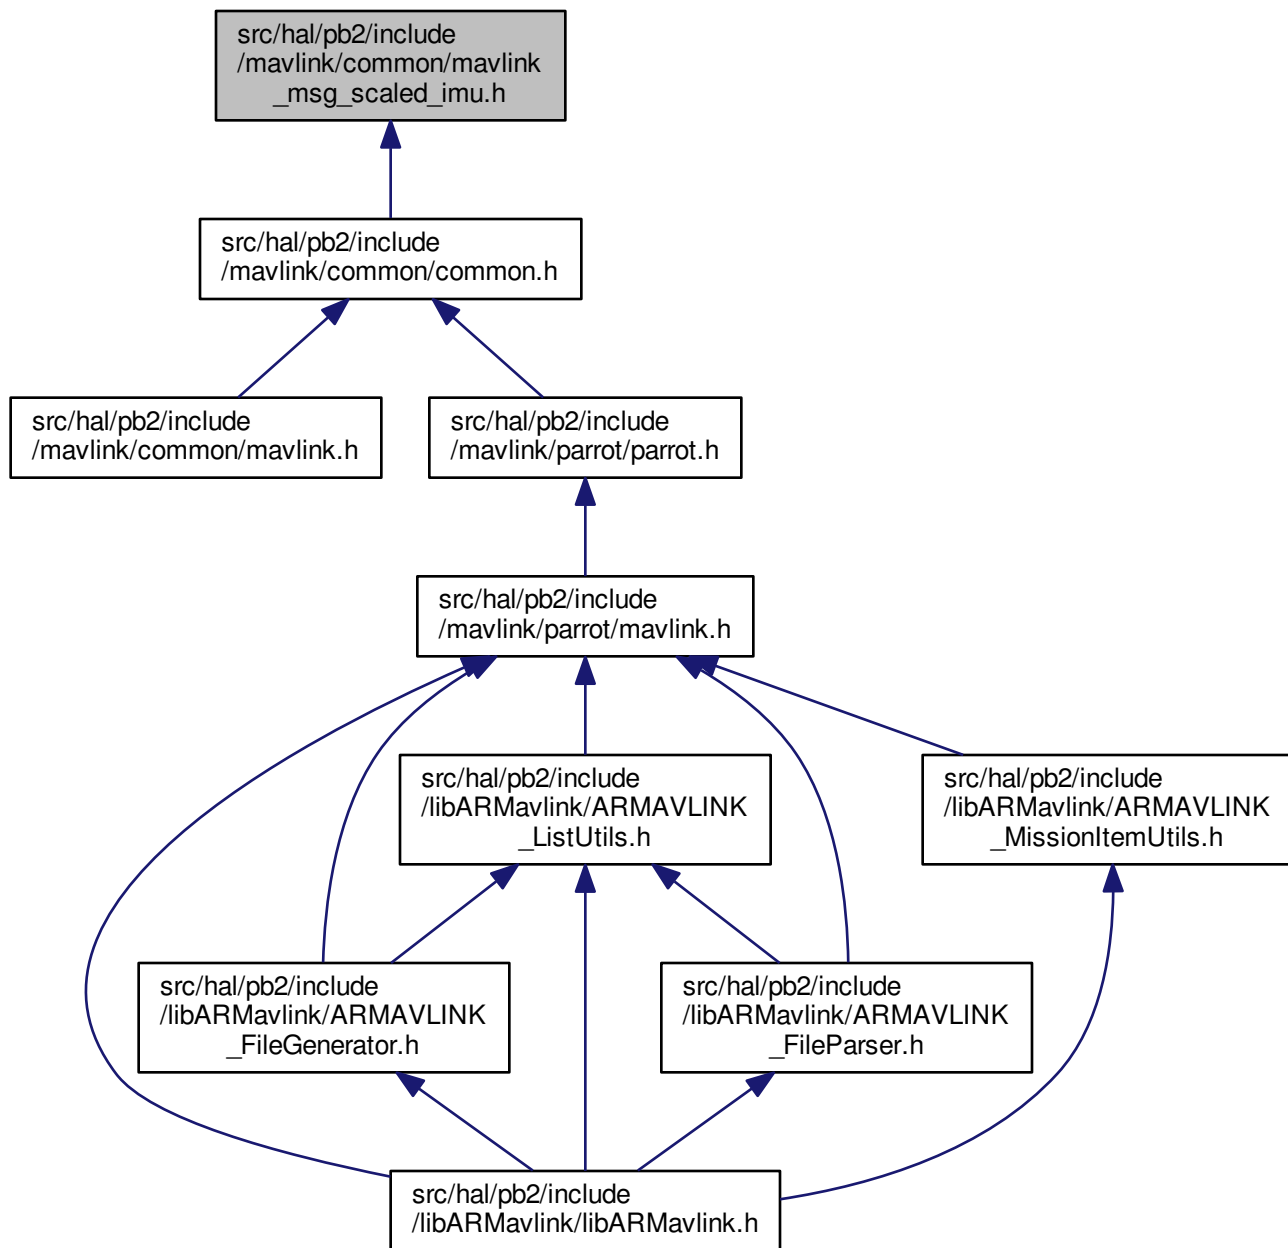 src/hal/pb2/include
/mavlink/common/mavlink
_msg_scaled_imu.h
src/hal/pb2/include
/mavlink/common/common.h
src/hal/pb2/include
/mavlink/common/mavlink.h
src/hal/pb2/include
/mavlink/parrot/parrot.h
src/hal/pb2/include
/mavlink/parrot/mavlink.h
src/hal/pb2/include
/libARMavlink/ARMAVLINK
_ListUtils.h
src/hal/pb2/include
/libARMavlink/ARMAVLINK
_MissionItemUtils.h
src/hal/pb2/include
/libARMavlink/ARMAVLINK
_FileGenerator.h
src/hal/pb2/include
/libARMavlink/ARMAVLINK
_FileParser.h
src/hal/pb2/include
/libARMavlink/libARMavlink.h